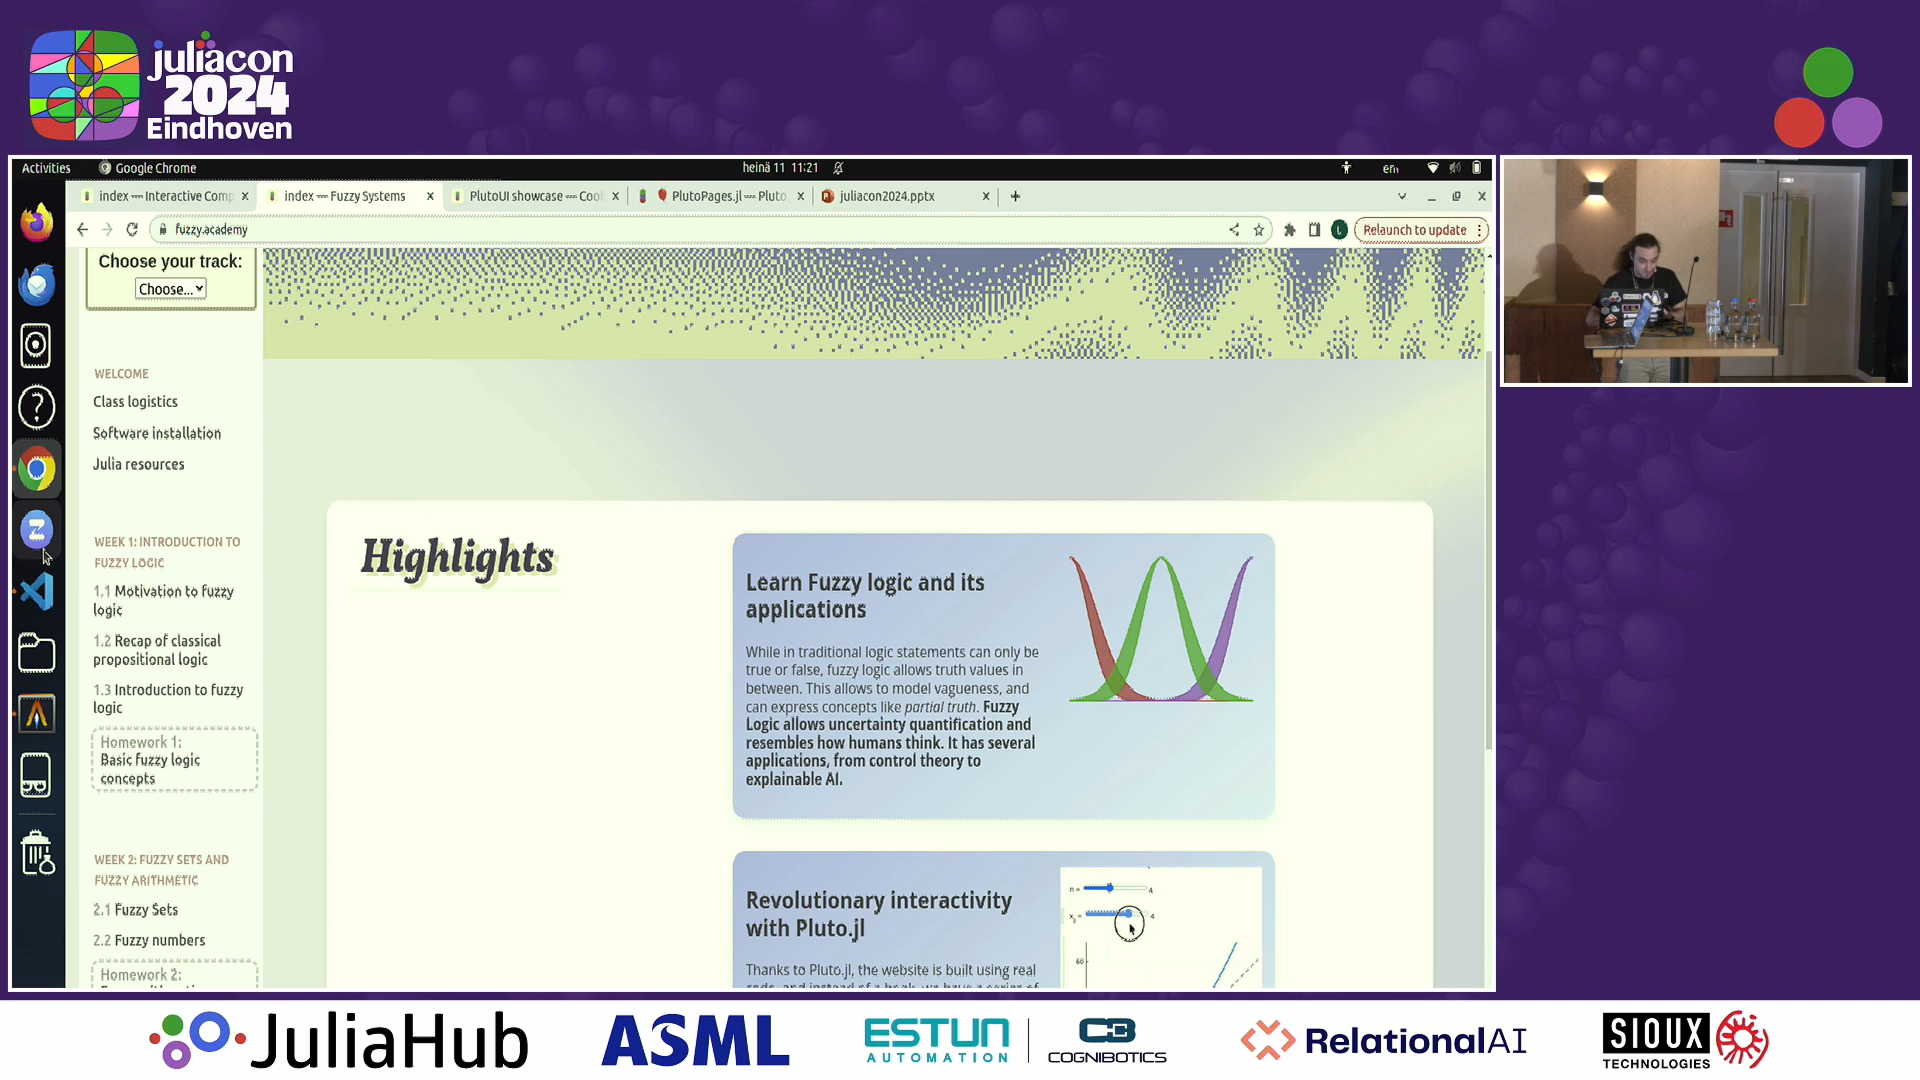 juliacon
2024
Eindhoven
Activities
Google Chrome
heinä 11 11:21
en
index — Interactive Comp
index — Fuzzy Systems
PlutoUI showcase — Cool
PlutoPages.jl — Pluto.
juliacon2024.pptx
fuzzy.academy
Relaunch to update
Choose your track:
Choose...
WELCOME
Class logistics
Software installation
Julia resources
WEEK 1: INTRODUCTION TO
FUZZY LOGIC
1.1 Motivation to fuzzy
logic
1.2 Recap of classical
propositional logic
1.3 Introduction to fuzzy
logic
Homework 1:
Basic fuzzy logic
concepts
WEEK 2: FUZZY SETS AND
FUZZY ARITHMETIC
2.1 Fuzzy Sets
2.2 Fuzzy numbers
Homework 2:
Highlights
Learn Fuzzy logic and its
applications
While in traditional logic statements can only be
true or false, fuzzy logic allows truth values in
between. This allows to model vagueness, and
can express concepts like partial truth. Fuzzy
Logic allows uncertainty quantification and
resembles how humans think. It has several
applications, from control theory to
explainable AI.
Revolutionary interactivity
with Pluto.jl
Thanks to Pluto.jl, the website is built using real
n = 4
4
60
JuliaHub
ASML
ESTUN
AUTOMATION
COGNIBOTICS
RelationalAI
SIOUX
TECHNOLOGIES